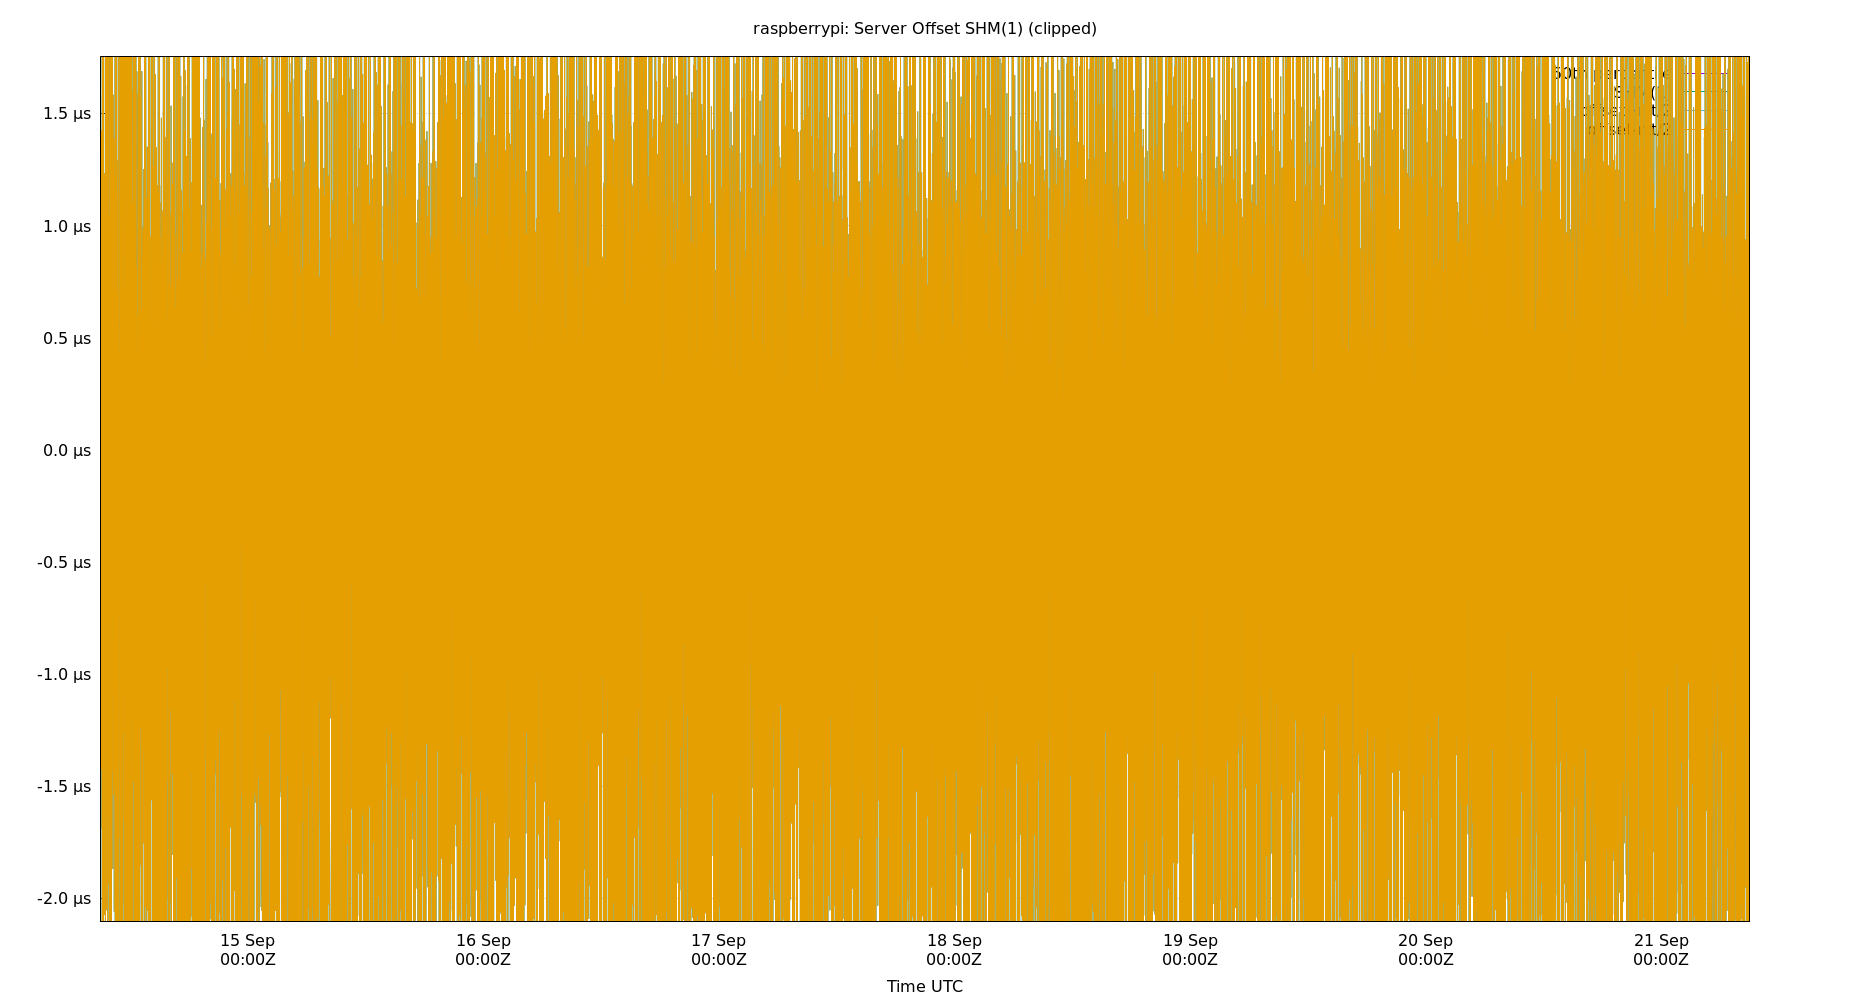 raspberrypi: Server Offset SHM(1) (clipped)
1.5 µs
1.0 µs
0.5 µs
0.0 µs
-0.5 µs
-1.0 µs
-1.5 µs
-2.0 µs
15 Sep 16 Sep 17 Sep 18 Sep 19 Sep 20 Sep 21 Sep
00:00Z 00:00Z 00:00Z 00:00Z 00:00Z 00:00Z 00:00Z
Time UTC